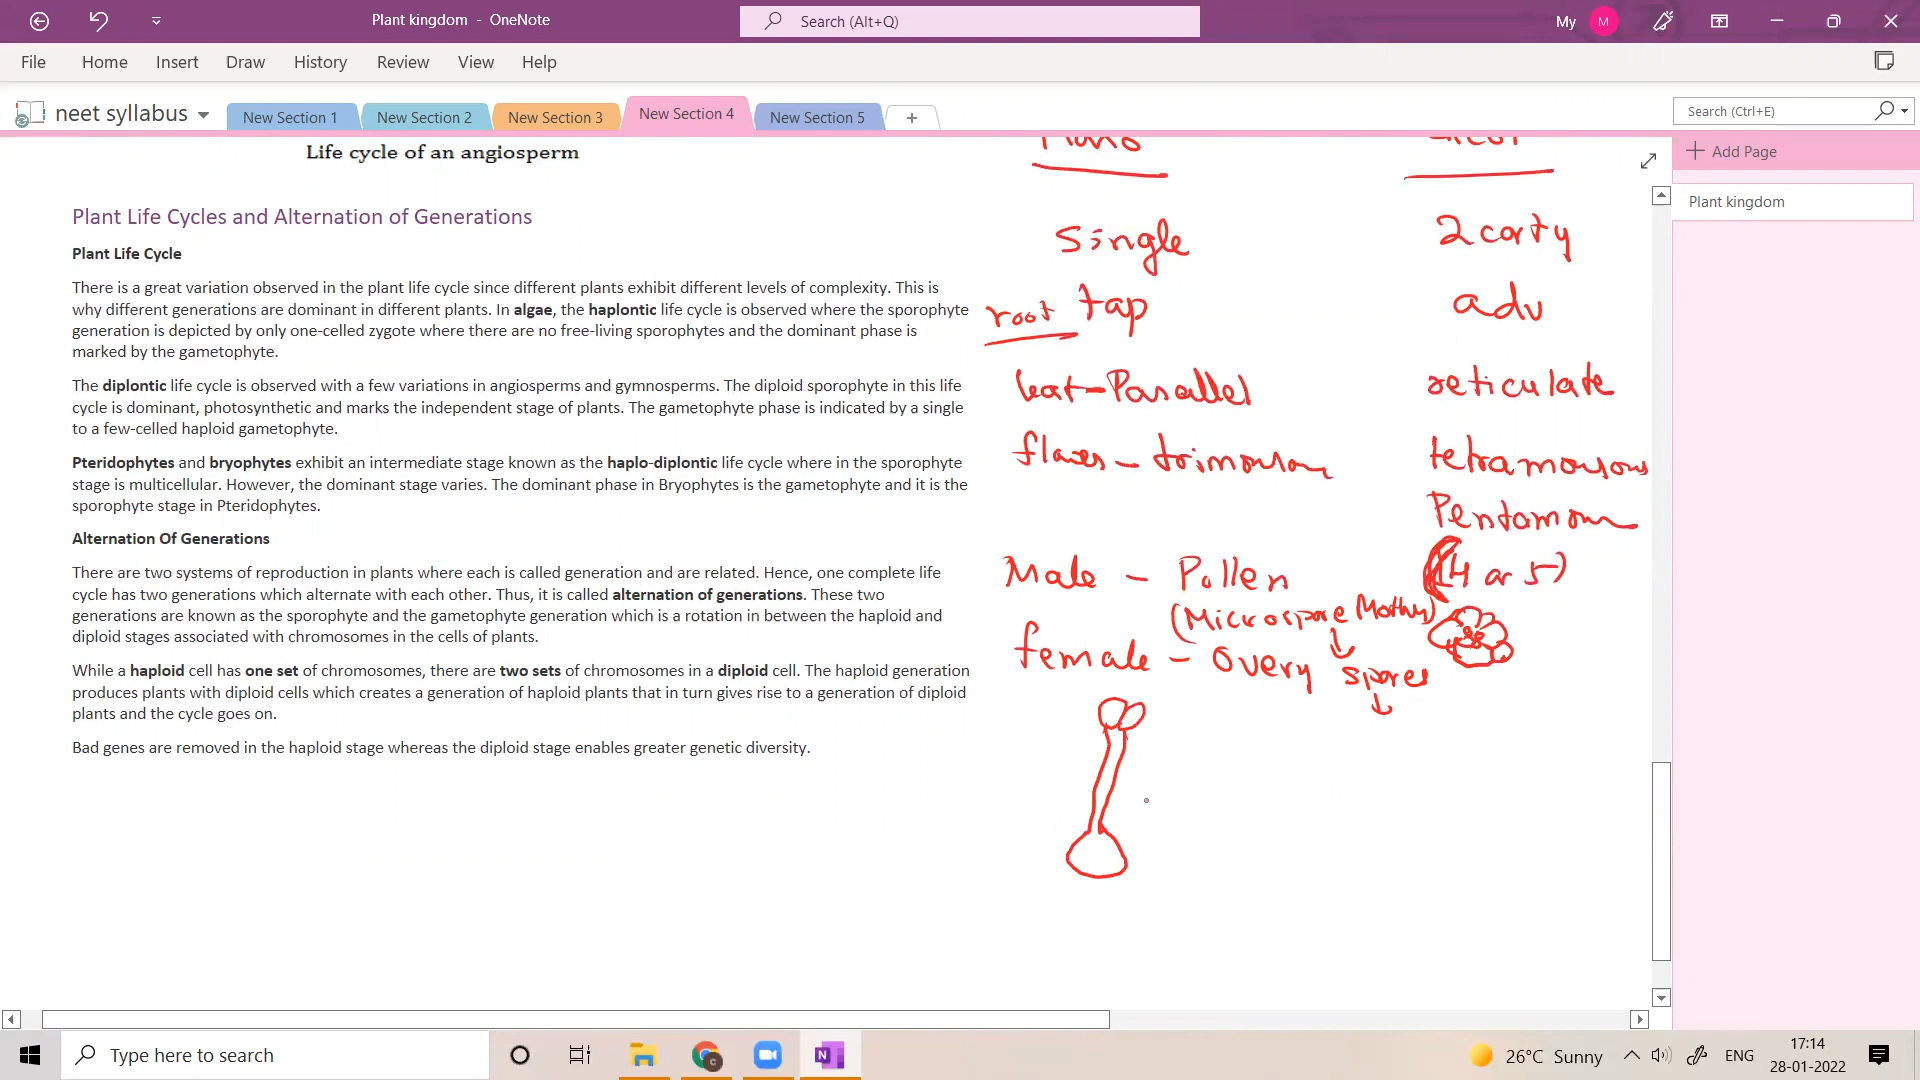 Plant kingdom - OneNote
Search (Alt+Q)
My
M
File Home Insert Draw History Review View Help
neet syllabus
New Section 1
New Section 2
New Section 3
New Section 4
New Section 5
+
Search (Ctrl+E)
Add Page
Plant kingdom
Life cycle of an angiosperm
Plant Life Cycles and Alternation of Generations
Plant Life Cycle
There is a great variation observed in the plant life cycle since different plants exhibit different levels of complexity. This is
why different generations are dominant in different plants. In algae, the haplontic life cycle is observed where the sporophyte
generation is depicted by only one-celled zygote where there are no free-living sporophytes and the dominant phase is
marked by the gametophyte.
The diplontic life cycle is observed with a few variations in angiosperms and gymnosperms. The diploid sporophyte in this life
cycle is dominant, photosynthetic and marks the independent stage of plants. The gametophyte phase is indicated by a single
to a few-celled haploid gametophyte.
Pteridophytes and bryophytes exhibit an intermediate stage known as the haplo-diplontic life cycle where in the sporophyte
stage is multicellular. However, the dominant stage varies. The dominant phase in Bryophytes is the gametophyte and it is the
sporophyte stage in Pteridophytes.
Alternation Of Generations
There are two systems of reproduction in plants where each is called generation and are related. Hence, one complete life
cycle has two generations which alternate with each other. Thus, it is called alternation of generations. These two
generations are known as the sporophyte and the gametophyte generation which is a rotation in between the haploid and
diploid stages associated with chromosomes in the cells of plants.
While a haploid cell has one set of chromosomes, there are two sets of chromosomes in a diploid cell. The haploid generation
produces plants with diploid cells which creates a generation of haploid plants that in turn gives rise to a generation of diploid
plants and the cycle goes on.
Bad genes are removed in the haploid stage whereas the diploid stage enables greater genetic diversity.
single 2 coty
root tap adv
Parallel reticulate
tetramorous
(4 or 5)
Male - Pollen
(Microspore
female - Overy spores
Type here to search
26°C Sunny
ENG
17:14
28-01-2022